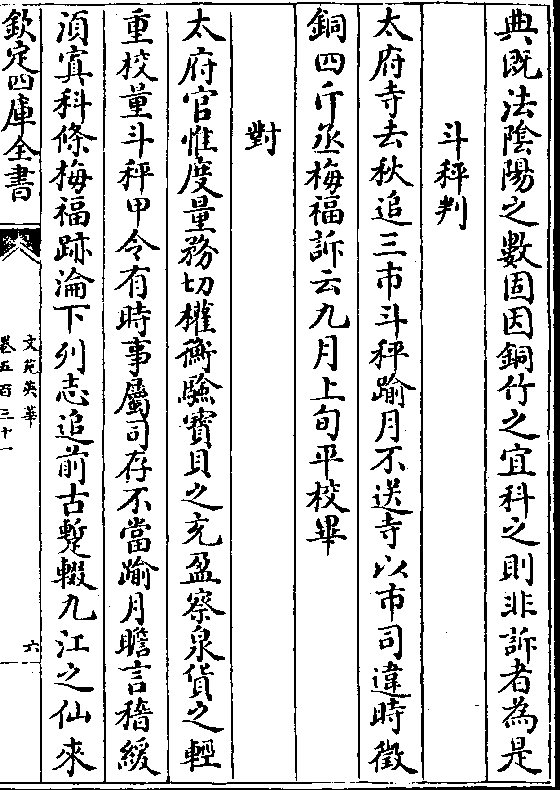 典既法陰陽之數固因銅竹之宜科之則非訴者為是
斗秤判
太府寺去秋追三市斗秤踰月不送寺以市司違時徵
銅四斤丞梅福訴云九月上旬平校畢
對
太府官惟度量務切權衡驗寶貝之充盈察泉貨之輕
重校量斗秤甲令有時事屬司存不當踰月瞻言稽緩
須寘科條梅福跡淪下列志追前古蹔輟九江之仙來
欽定四庫全書
文苑英華
卷五百三十一
六